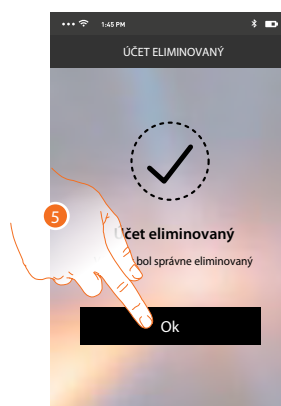 1:45 PM
ÚČET ELIMINOVANÝ
5
Účet eliminovaný
bol správne eliminovaný
Ok